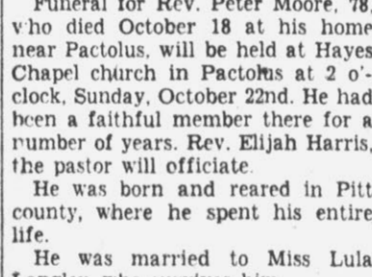 Funeral for Rev. Peter Moore, 78,
who died October 18 at his home
near Pactolus, will be held at Hayes
Chapel church in Pactolus at 2 o'-
clock, Sunday, October 22nd. He had
been a faithful member there for a
number of years. Rev. Elijah Harris,
the pastor will officiate.
He was born and reared in Pitt
county, where he spent his entire
life.
He was married to Miss Lula